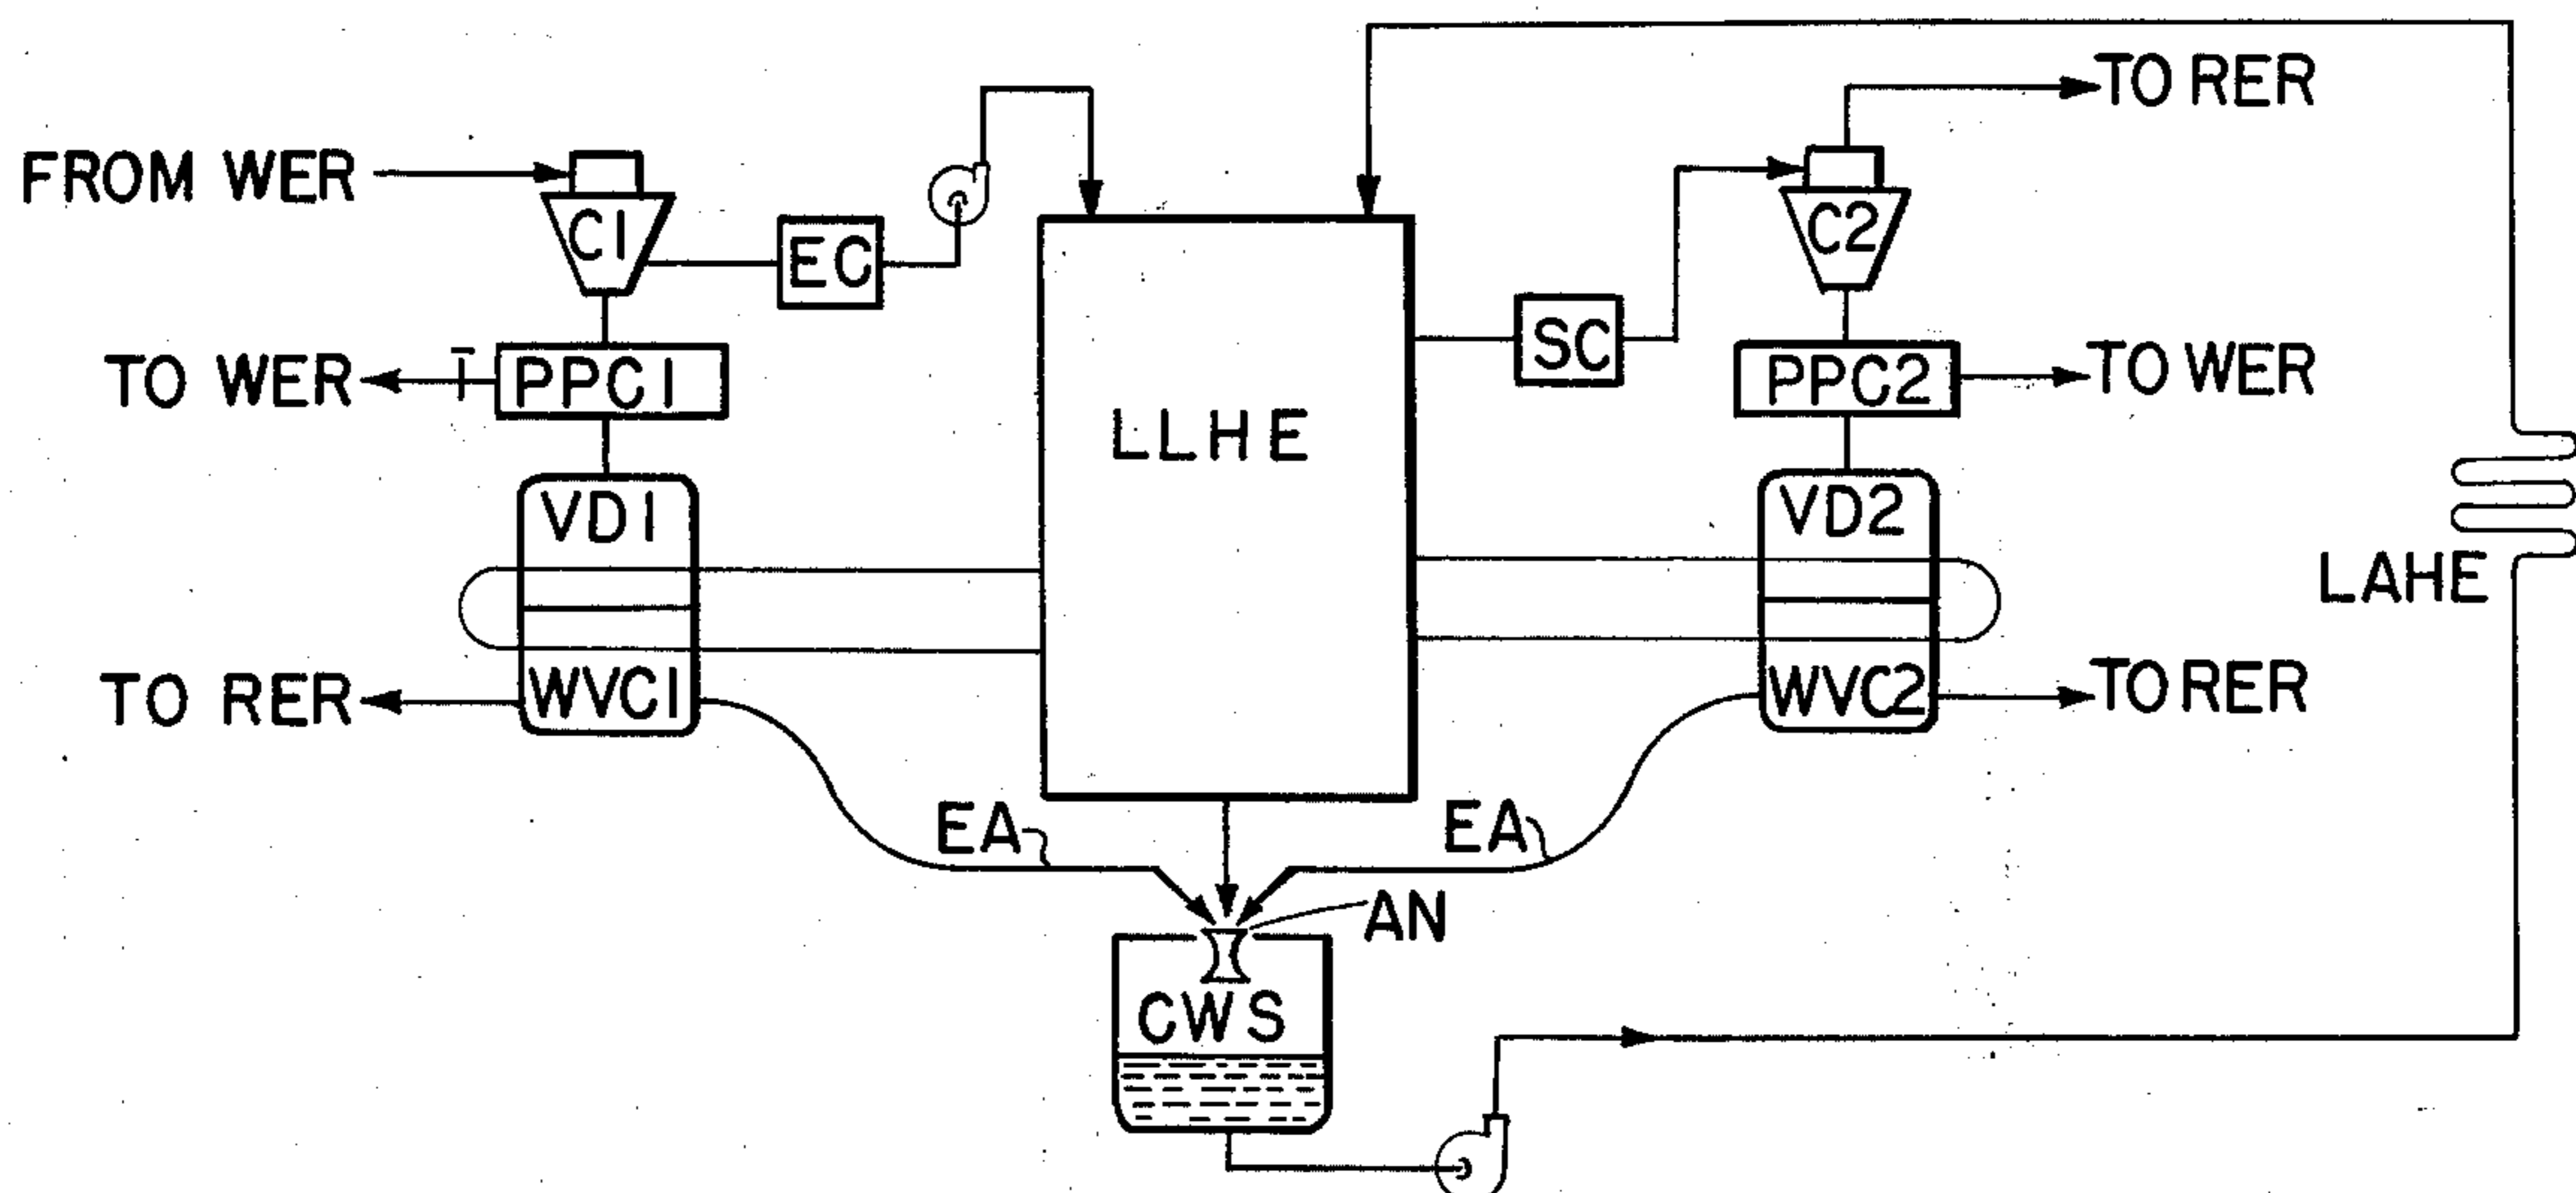 TO RER
FROM WER
C1
C2
EC
SC
TO WER
PPC1
LLHE
PPC2
TO WER
VD1
VD2
LAHE
TO RER
WVC1
WVC2
TO RER
EA
EA
AN
CWS